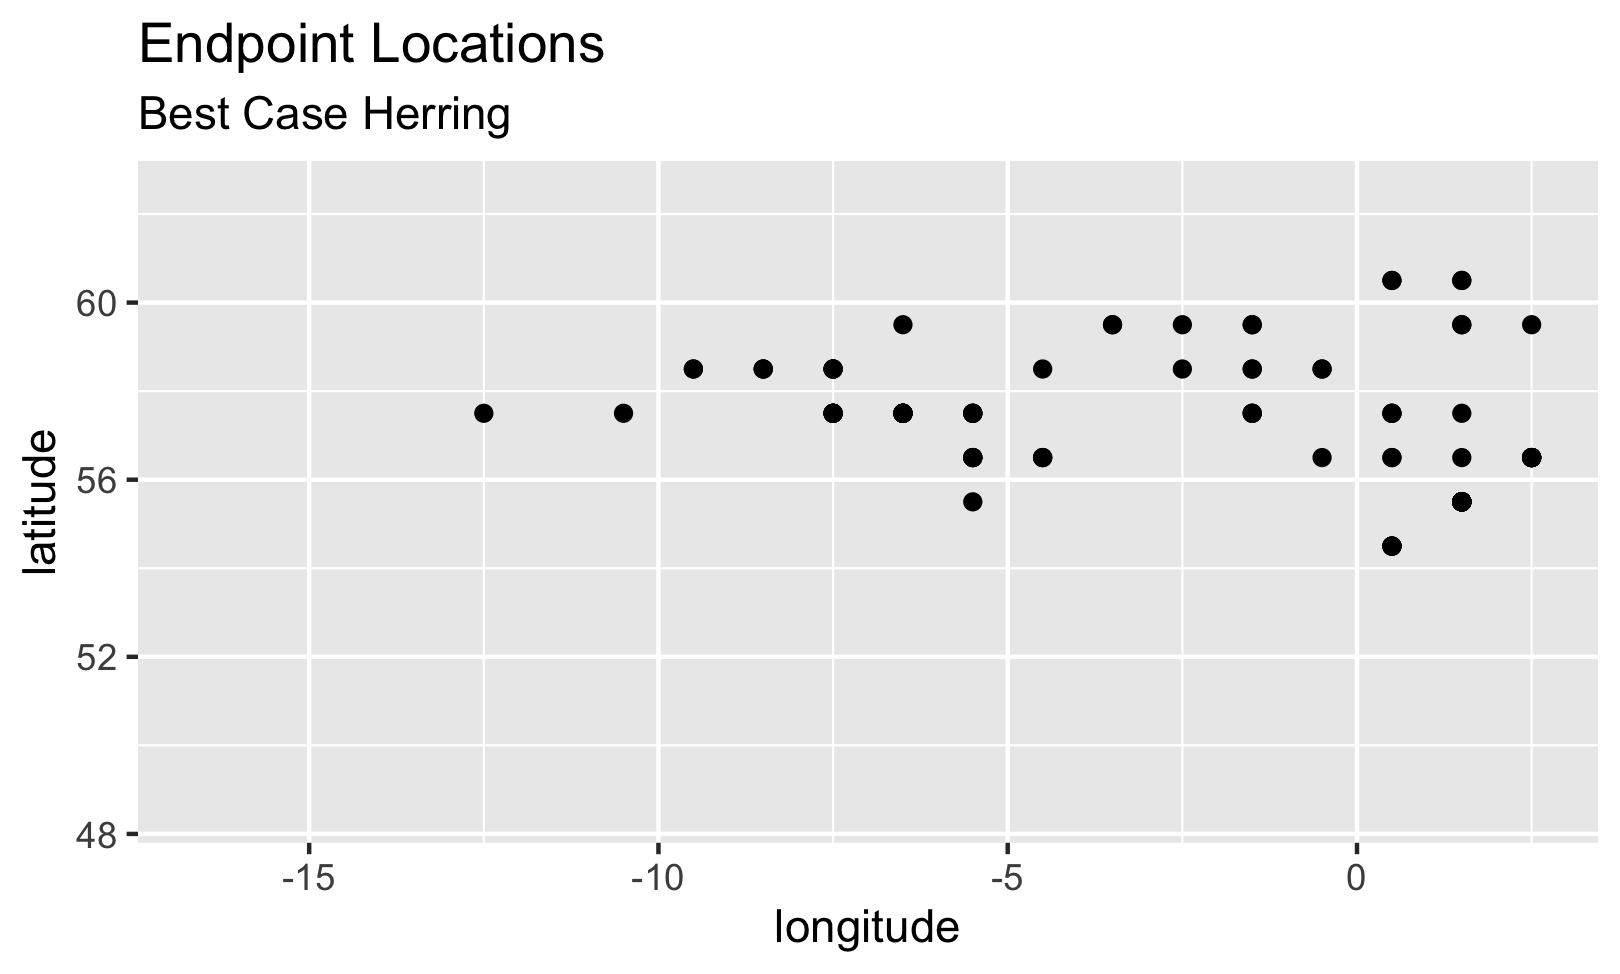 Endpoint Locations
Best Case Herring
60
56
52
48
latitude
-15 -10 -5 0
longitude